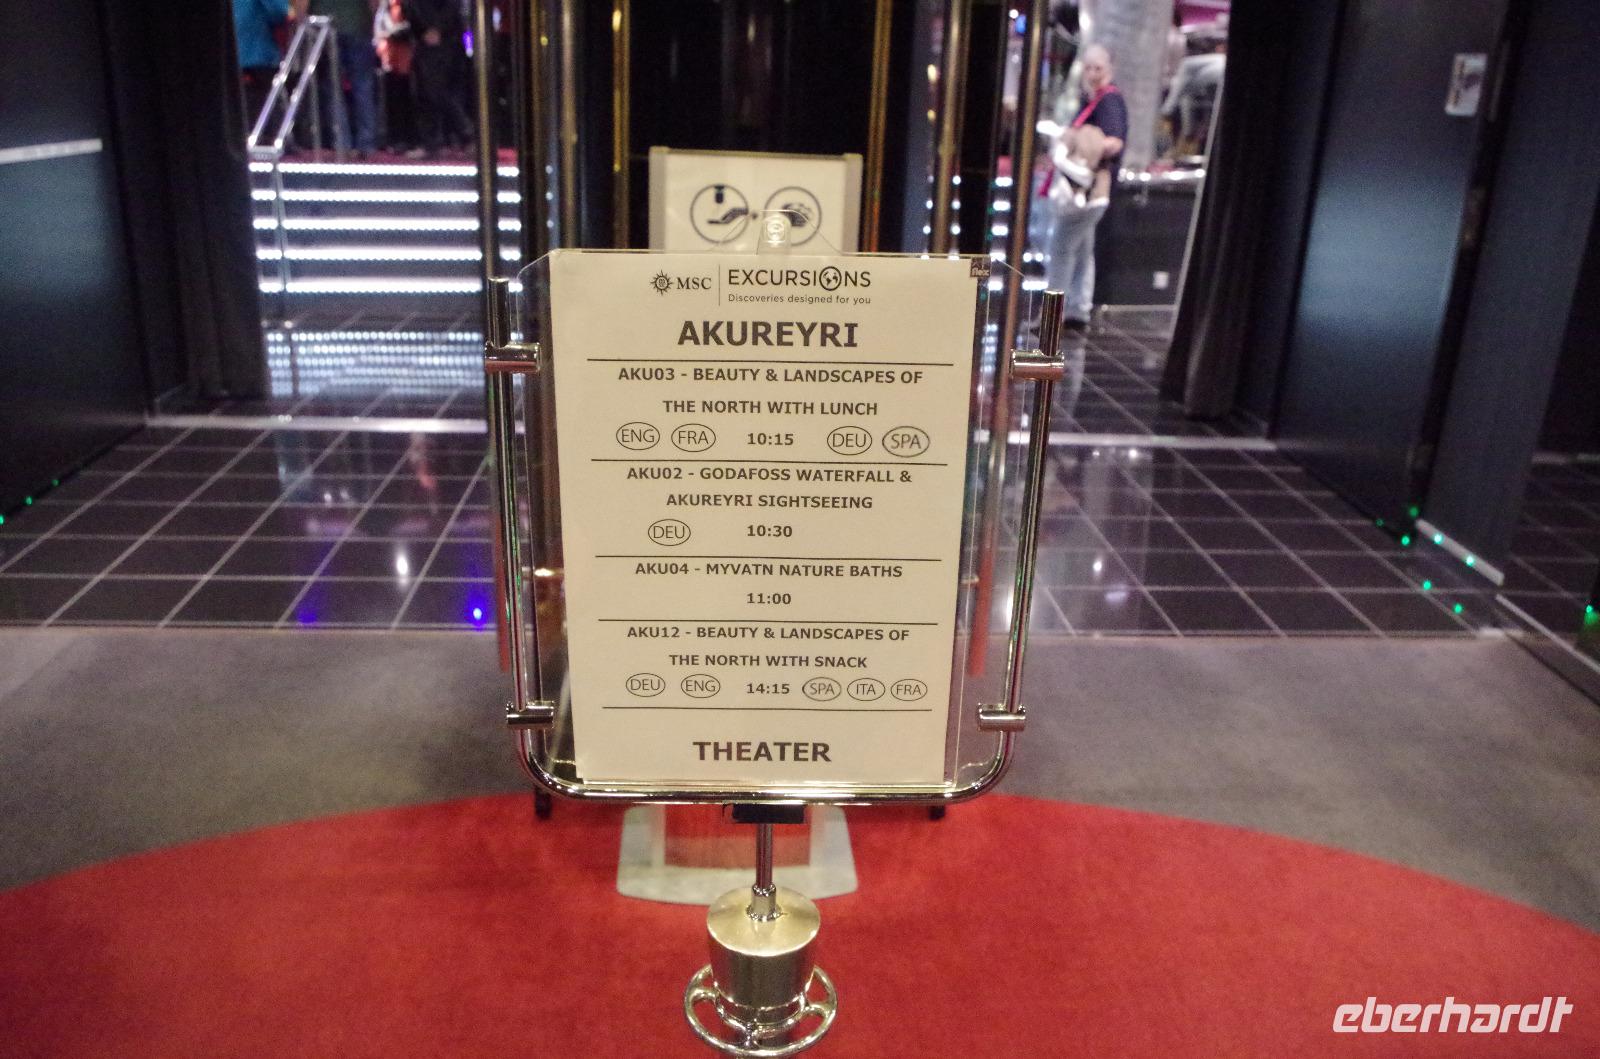 MSC EXCURSIONS
Discoveries designed for you
AKUREYRI
AKU03 - BEAUTY & LANDSCAPES OF
THE NORTH WITH LUNCH
ENG FRA 10:15 DEU SPA
AKU02 - GODAFOSS WATERFALL &
AKUREYRI SIGHTSEEING
DEU 10:30
AKU04 - MYVATN NATURE BATHS
11:00
AKU12 - BEAUTY & LANDSCAPES OF
THE NORTH WITH SNACK
DEU ENG 14:15 SPA ITA FRA
THEATER
eberhardt